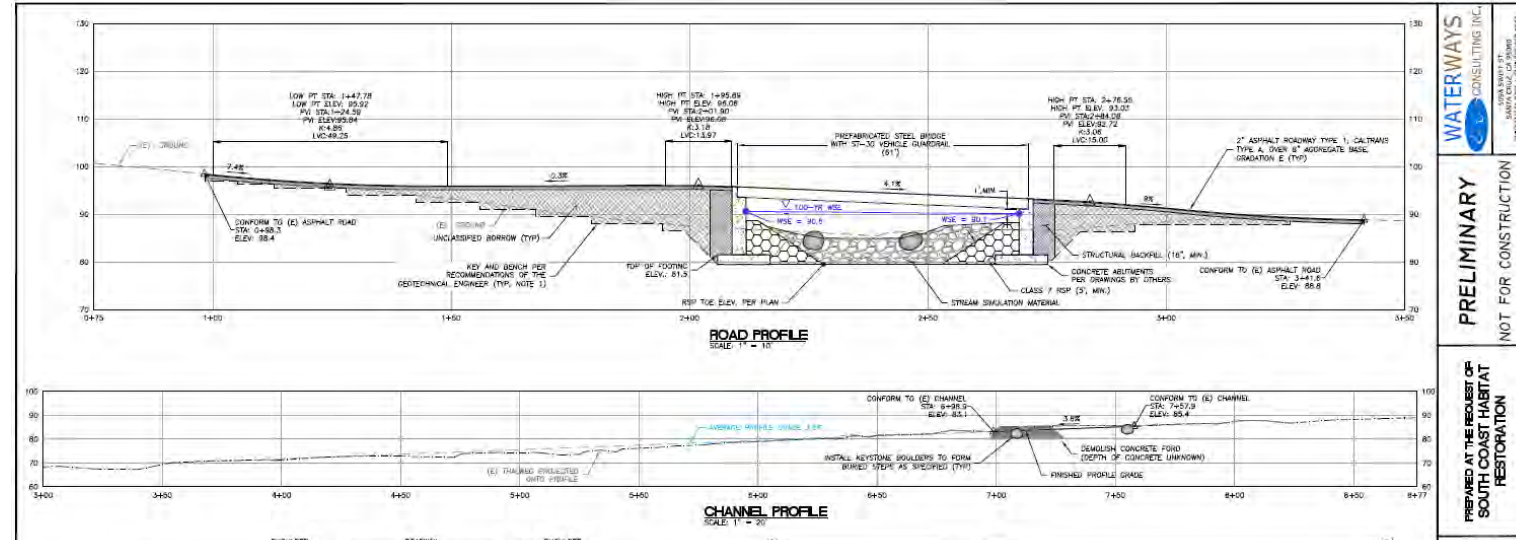 130
120
110
100
90
80
70
130
120
110
100
90
80
70
LOW PT STA: 1+47.78
LOW PT ELEV: 95.92
PVI STA:1+24.59
PVI ELEV:95.84
K:4.86
LVC:49.25
HIGH PT STA: 1+95.89
HIGH PT ELEV: 96.08
PVI STA:2+01.90
PVI ELEV:96.08
K:3.18
LVC:13.97
PREFABRICATED STEEL BRIDGE
WITH ST-30 VEHICLE GUARDRAIL
(61')
HIGH PT STA: 2+76.55
HIGH PT ELEV: 93.03
PVI STA:2+84.08
PVI ELEV:92.72
K:3.06
LVC:15.00
2" ASPHALT ROADWAY TYPE 1, CALTRANS
TYPE A, OVER 8" AGGREGATE BASE,
GRADATION E (TYP)
(E) GROUND
7.4%
0.3%
4.1%
9%
1' MIN.
100-YR WSE
WSE = 90.1
CONFORM TO (E) ASPHALT ROAD
STA: 0+98.3
ELEV: 98.4
(E) GROUND
UNCLASSIFIED BORROW (TYP)
KEY AND BENCH PER
RECOMMENDATIONS OF THE
GEOTECHNICAL ENGINEER (TYP, NOTE 1)
TOP OF FOOTING
ELEV.: 81.5
RSP TOE ELEV. PER PLAN
STREAM SIMULATION MATERIAL
CLASS 7 RSP (5', MIN.)
CONCRETE ABUTMENTS
PER DRAWINGS BY OTHERS
STRUCTURAL BACKFILL (18", MIN.)
CONFORM TO (E) ASPHALT ROAD
STA: 3+41.6
ELEV: 88.8
0+75
1+00
1+50
2+00
2+50
3+00
3+50
ROAD PROFILE
SCALE: 1" = 10'
100
90
80
70
60
100
90
80
70
60
AVERAGE PROFILE GRADE
(E) THALWEG PROJECTED
ONTO PROFILE
CONFORM TO (E) CHANNEL
STA: 6+98.9
ELEV: 83.1
3.8%
CONFORM TO (E) CHANNEL
STA: 7+57.9
ELEV: 85.4
INSTALL KEYSTONE BOULDERS TO FORM
BURIED STEPS AS SPECIFIED (TYP)
DEMOLISH CONCRETE FORD
(DEPTH OF CONCRETE UNKNOWN)
FINISHED PROFILE GRADE
3+00
3+50
4+00
4+50
5+00
5+50
6+00
6+50
7+00
7+50
8+00
8+50
8+77
CHANNEL PROFILE
SCALE: 1" = 20'
WATERWAYS
CONSULTING INC.
PRELIMINARY
NOT FOR CONSTRUCTION
PREPARED AT THE REQUEST OF:
SOUTH COAST HABITAT
RESTORATION